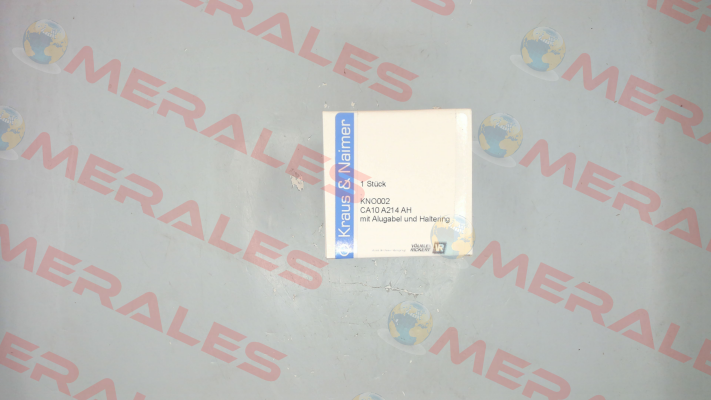 Kraus & Naimer
1 Stück
KNO002
CA10 A214 AH
mit Alugabel und Haltering
MERALES
MERALES
MERALES
MERALES
MERALES
MERALES
MERALES